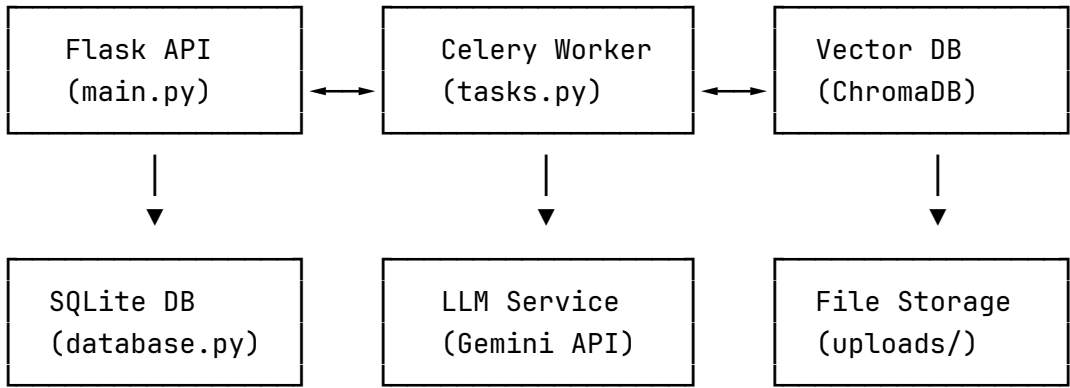 Flask API
(main.py)
Celery Worker
(tasks.py)
Vector DB
(ChromaDB)
SQLite DB
(database.py)
LLM Service
(Gemini API)
File Storage
(uploads/)